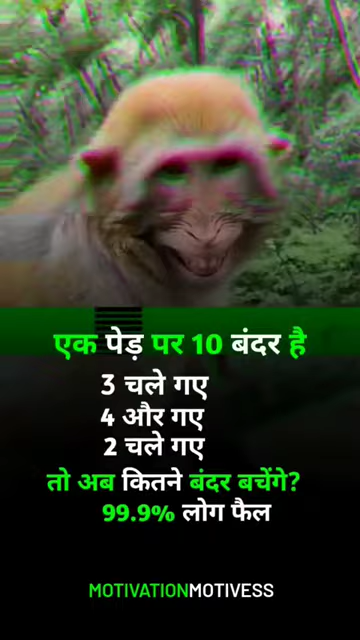 एक पेड़ पर 10 बंदर है
3 चले गए
4 और गए
2 चले गए
तो अब कितने बंदर बचेंगे?
99.9% लोग फैल
MOTIVATIONMOTIVESS